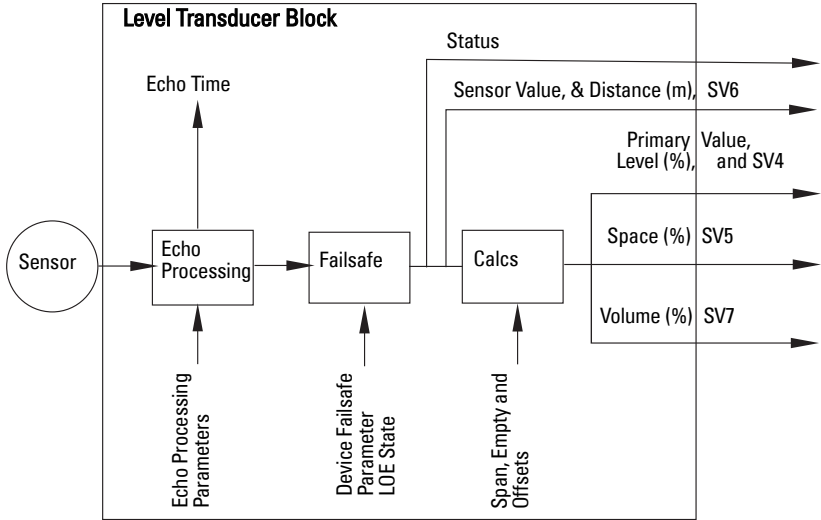 Level Transducer Block
Status
Echo Time
Sensor Value, & Distance (m), SV6
Primary Value,
Level (%), and SV4
Sensor
Echo
Processing
Failsafe
Calcs
Space (%) SV5
Volume (%) SV7
Echo Processing
Parameters
Device Failsafe
Parameter
LOE State
Span, Empty and
Offsets